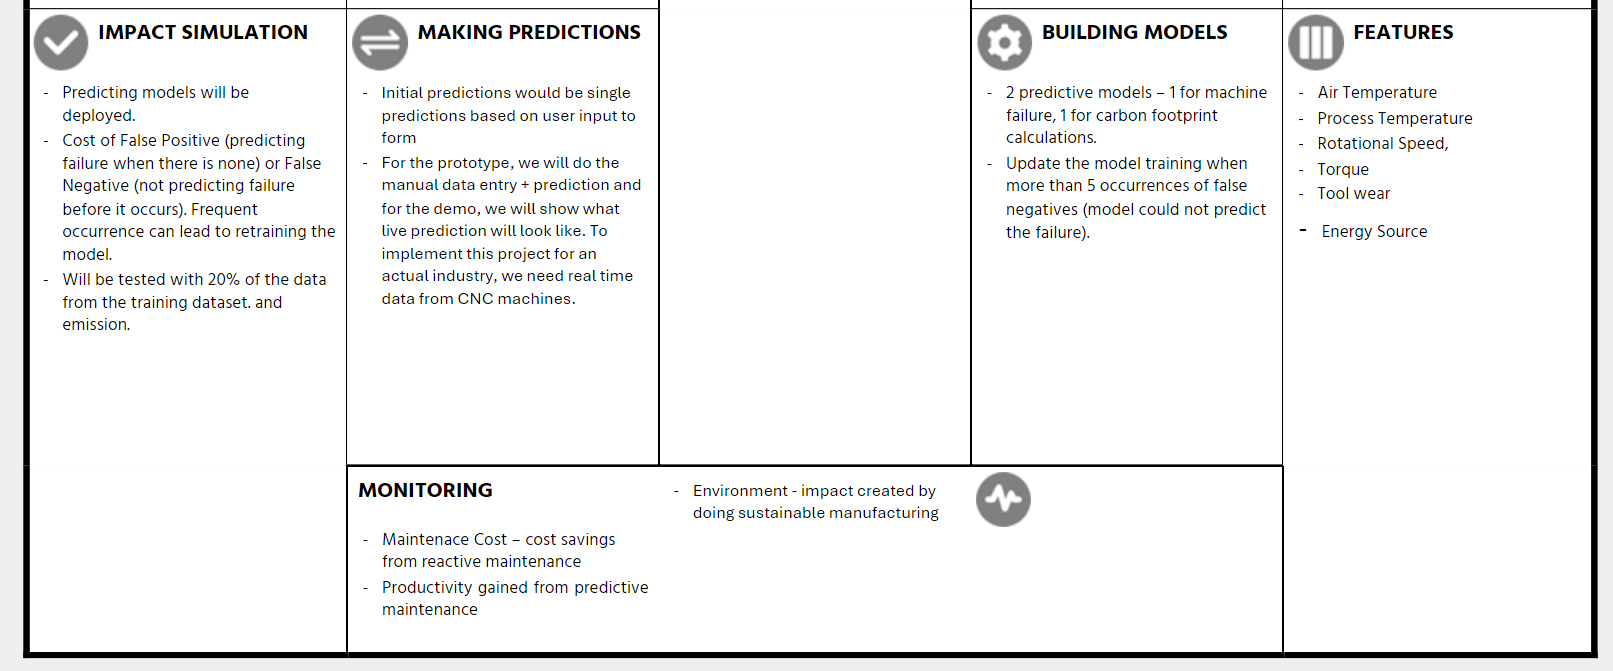 IMPACT SIMULATION
- Predicting models will be
deployed.
- Cost of False Positive (predicting
failure when there is none) or False
Negative (not predicting failure
before it occurs). Frequent
occurrence can lead to retraining the
model.
- Will be tested with 20% of the data
from the training dataset. and
emission.
MAKING PREDICTIONS
- Initial predictions would be single
predictions based on user input to
form
- For the prototype, we will do the
manual data entry + prediction and
for the demo, we will show what
live prediction will look like. To
implement this project for an
actual industry, we need real time
data from CNC machines.
BUILDING MODELS
- 2 predictive models – 1 for machine
failure, 1 for carbon footprint
calculations.
- Update the model training when
more than 5 occurrences of false
negatives (model could not predict
the failure).
FEATURES
- Air Temperature
- Process Temperature
- Rotational Speed,
- Torque
- Tool wear
- Energy Source
MONITORING
- Maintenace Cost – cost savings
from reactive maintenance
- Productivity gained from predictive
maintenance
- Environment - impact created by
doing sustainable manufacturing